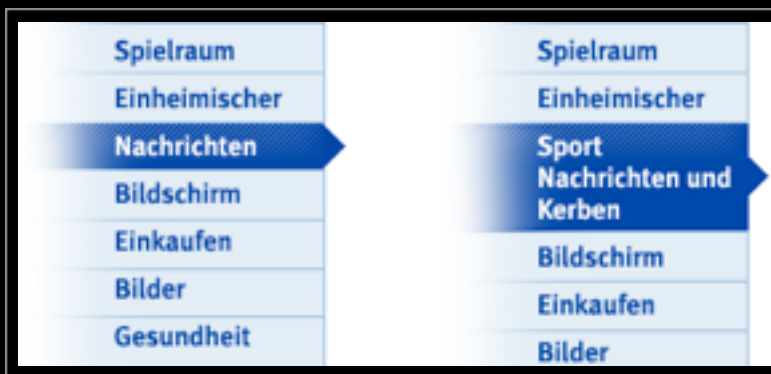 Spielraum
Einheimischer
Nachrichten
Bildschirm
Einkaufen
Bilder
Gesundheit
Spielraum
Einheimischer
Sport
Nachrichten und
Kerben
Bildschirm
Einkaufen
Bilder